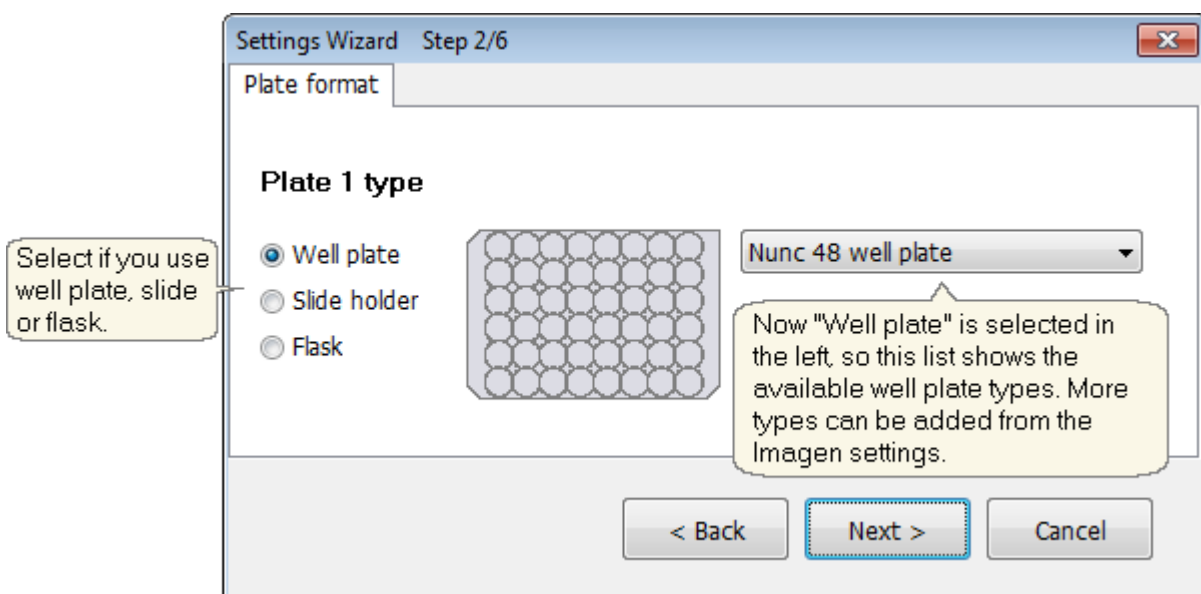 Settings Wizard Step 2/6
Plate format
Plate 1 type
Select if you use
well plate, slide
or flask.
Well plate
Slide holder
Flask
Nunc 48 well plate
Now "Well plate" is selected in
the left, so this list shows the
available well plate types. More
types can be added from the
Imagen settings.
< Back
Next >
Cancel